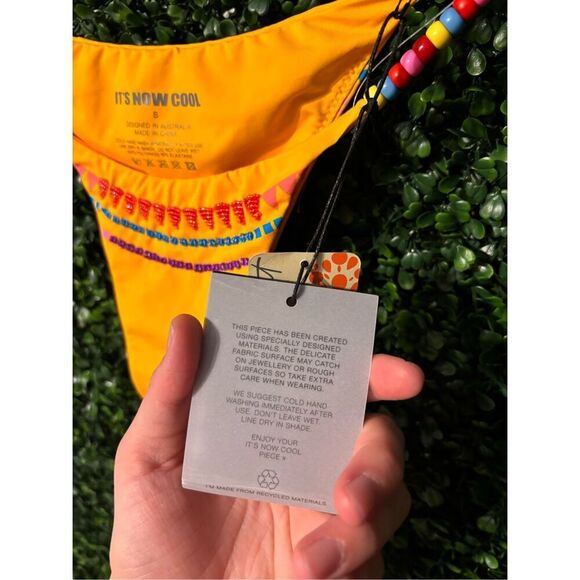 IT'S NOW COOL
DESIGNED IN AUSTRALIA
MADE IN CHINA
THIS PIECE HAS BEEN CREATED
USING SPECIALLY DESIGNED
MATERIALS. THE DELICATE
FABRIC SURFACE MAY CATCH
ON JEWELLERY OR ROUGH
SURFACES SO TAKE EXTRA
CARE WHEN WEARING.
WE SUGGEST COLD HAND
WASHING IMMEDIATELY AFTER
USE. DON'T LEAVE WET.
LINE DRY IN SHADE.
ENJOY YOUR
IT'S NOW COOL
PIECE »
I'M MADE FROM RECYCLED MATERIALS